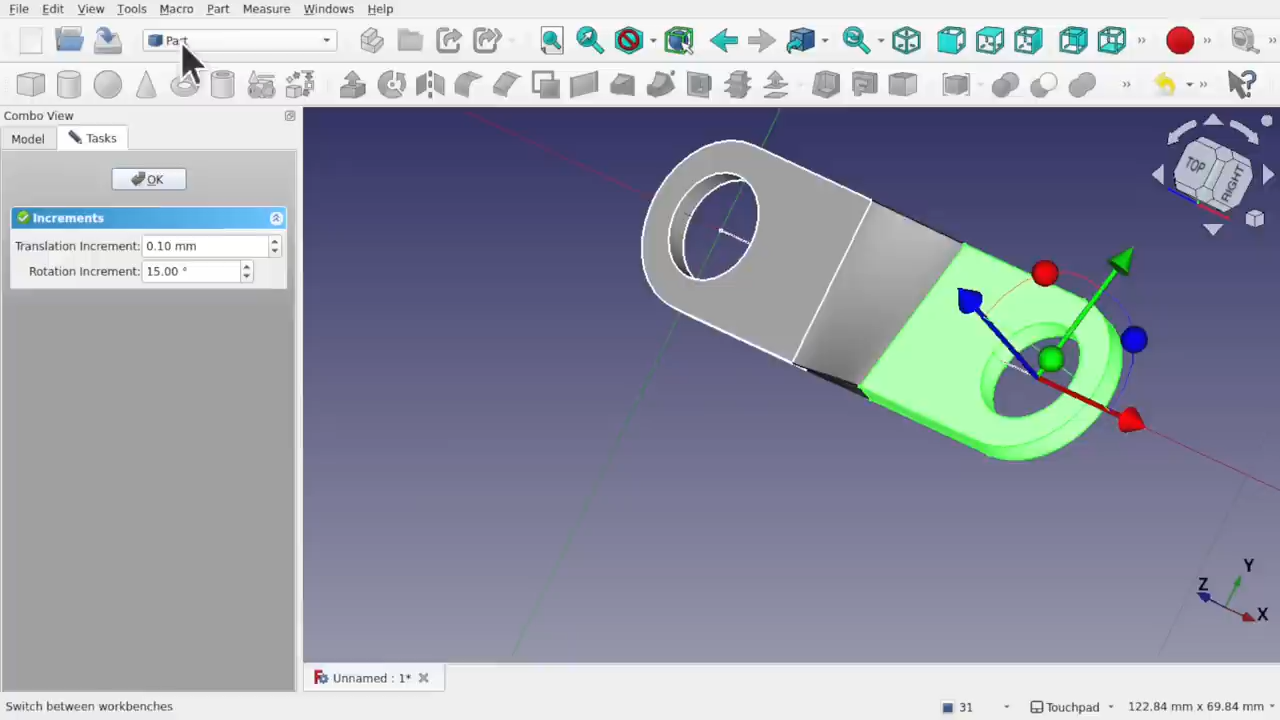 File Edit View Tools Macro Part Measure Windows Help
Part
Combo View
Model Tasks
OK
Increments
Translation Increment: 0.10 mm
Rotation Increment: 15.00 °
TOP
RIGHT
Y
Z
X
Unnamed : 1*
Switch between workbenches
31 Touchpad 122.84 mm x 69.84 mm